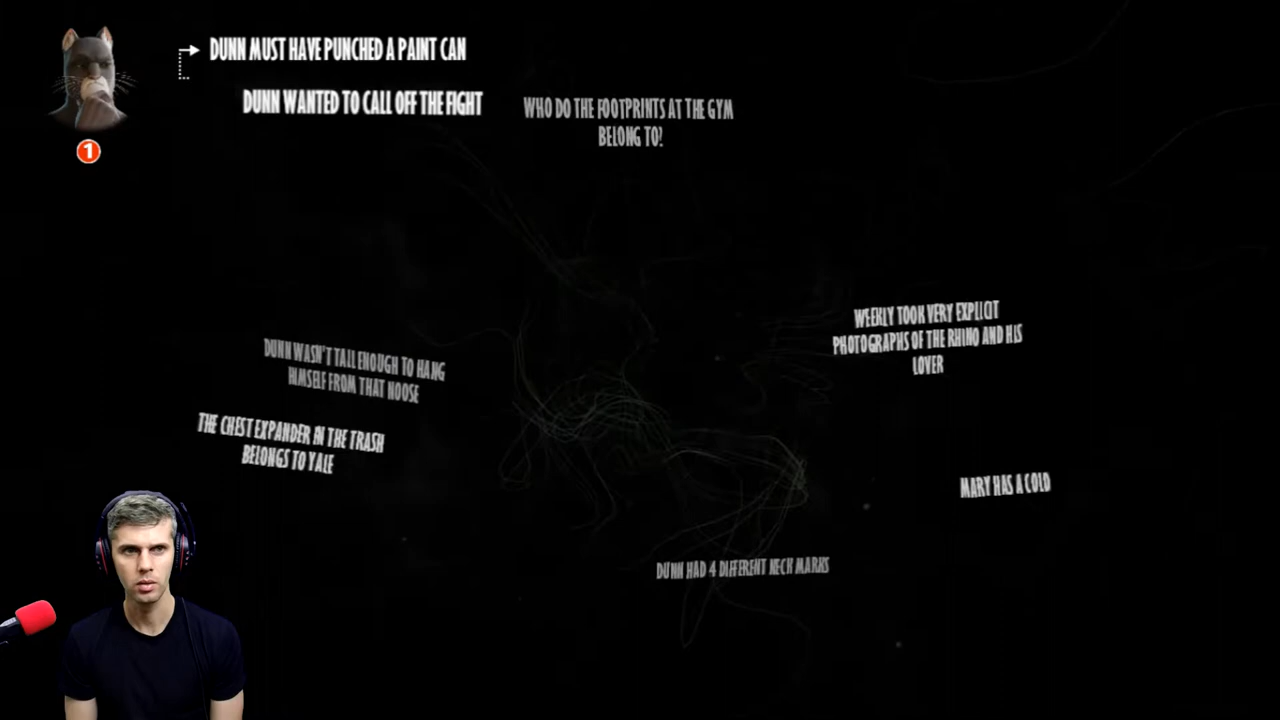 DUNN MUST HAVE PUNCHED A PAINT CAN
DUNN WANTED TO CALL OFF THE FIGHT
WHO DO THE FOOTPRINTS AT THE GYM
BELONG TO?
1
WEEKLY TOOK VERY EXPLICIT
PHOTOGRAPHS OF THE RHINO AND HIS
LOVER
DUNN WASN'T TALL ENOUGH TO HANG
HIMSELF FROM THAT NOOSE
THE CHEST EXPANDER IN THE TRASH
BELONGS TO YALE
MARY HAS A COLD
DUNN HAD 4 DIFFERENT NECK MARKS